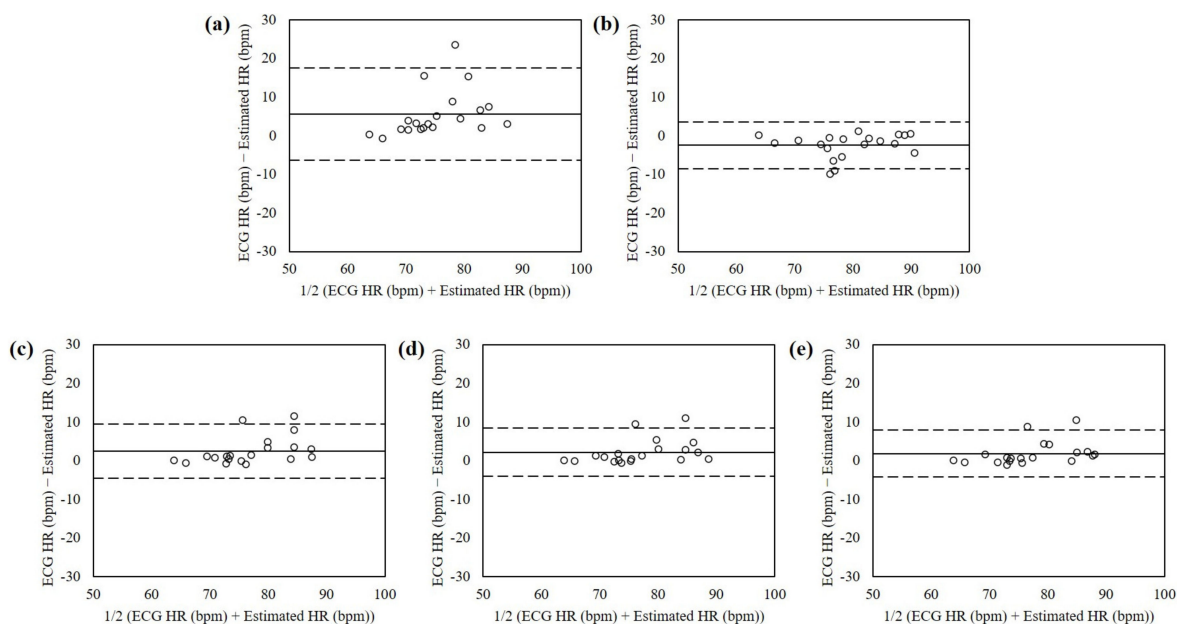 (a)
ECG HR (bpm) − Estimated HR (bpm)
30
20
10
0
-10
-20
-30
50 60 70 80 90 100
1/2 (ECG HR (bpm) + Estimated HR (bpm))
(b)
ECG HR (bpm) − Estimated HR (bpm)
30
20
10
0
-10
-20
-30
50 60 70 80 90 100
1/2 (ECG HR (bpm) + Estimated HR (bpm))
(c)
ECG HR (bpm) − Estimated HR (bpm)
30
20
10
0
-10
-20
-30
50 60 70 80 90 100
1/2 (ECG HR (bpm) + Estimated HR (bpm))
(d)
ECG HR (bpm) − Estimated HR (bpm)
30
20
10
0
-10
-20
-30
50 60 70 80 90 100
1/2 (ECG HR (bpm) + Estimated HR (bpm))
(e)
ECG HR (bpm) − Estimated HR (bpm)
30
20
10
0
-10
-20
-30
50 60 70 80 90 100
1/2 (ECG HR (bpm) + Estimated HR (bpm))